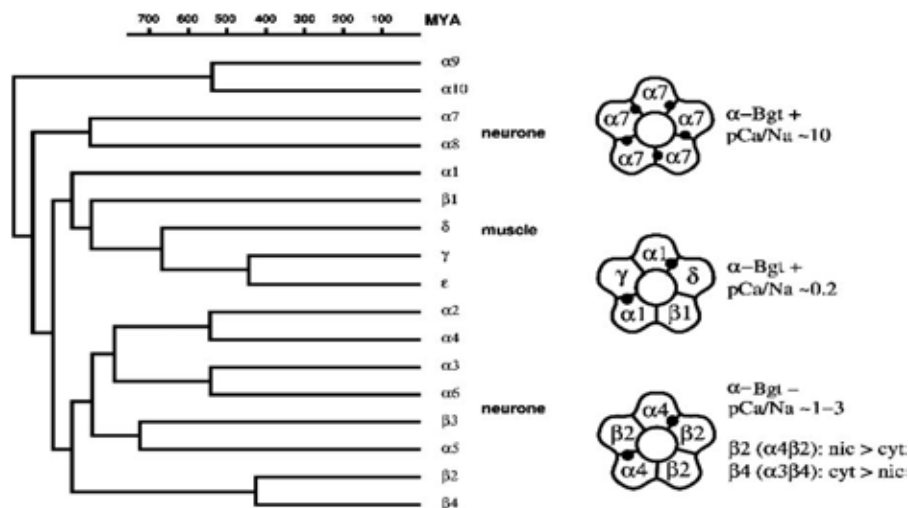 700 600 500 400 300 200 100 MYA
α9
α10
α7
α8
α1
β1
δ
γ
ε
α2
α4
α3
α6
β3
α5
β2
β4
neurone
muscle
neurone
α7
α7 α7
α7 α7
α–Bgt +
pCa/Na ~10
α1
γ δ
α1 β1
α–Bgt +
pCa/Na ~0.2
α4
β2 β2
α4 β2
α–Bgt –
pCa/Na ~1–3
β2 (α4β2): nic > cyt:
β4 (α3β4): cyt > nic